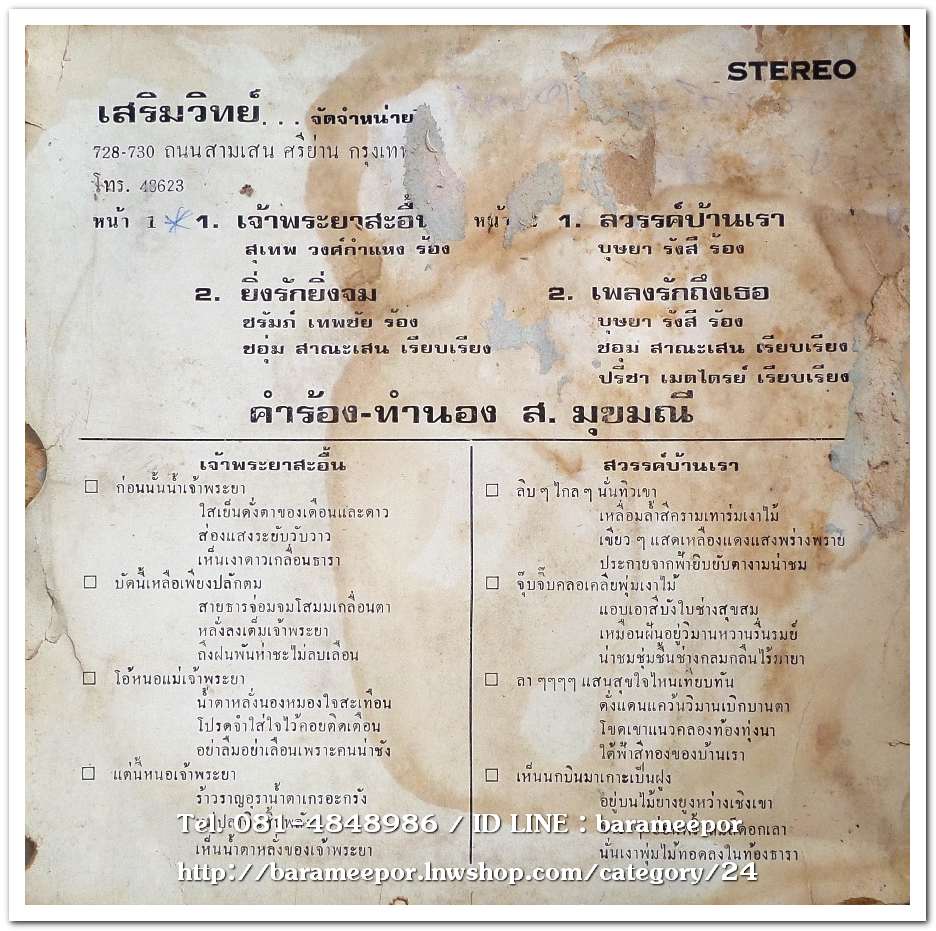 STEREO
เสริมวิทย์... จัดจำหน่าย
728-730 ถนนสามเสน ศรีย่าน กรุงเทพ
โทร. 48623
หน้า 1 1. เจ้าพระยาสะอื้น
สุเทพ วงศ์กำแหง ร้อง
2. ยิ่งรักยิ่งจม
ชรัมภ์ เทพชัย ร้อง
ชอุ่ม สาณะเสน เรียบเรียง
หน้า 1. ลวรรค์บ้านเรา
บุษยา รังสี ร้อง
2. เพลงรักถึงเธอ
บุษยา รังสี ร้อง
ชอุ่ม สาณะเสน เรียบเรียง
ปรีชา เมตไตรย์ เรียบเรียง
คำร้อง-ทำนอง ส. มุขมณี
เจ้าพระยาสะอื้น
ก่อนนั้นน้ำเจ้าพระยา
ใสเย็นดั่งตาของเดือนและดาว
ส่องแสงระยับวับวาว
เห็นเงาดาวเกลื่อนธารา
บัดนี้เหลือเพียงปลักตม
สายธารจ่อมจมโสมมเกลื่อนตา
หลั่งลงเต็มเจ้าพระยา
ถึงฝนพันห่าชะไม่ลบเลือน
โอ้หนอแม่เจ้าพระยา
น้ำตาหลั่งนองหมองใจสะเทือน
โปรดจำใส่ใจไว้คอยติดเตือน
อย่าลืมอย่าเลือนเพราะคนน่าชัง
แต่นี้หนอเจ้าพระยา
ร้าวราญอุราน้ำตาเกรอะกรัง
เห็นน้ำตาหลั่งของเจ้าพระยา
สวรรค์บ้านเรา
ลิบๆ ไกลๆ นั่นทิวเขา
เหลื่อมล้ำสีครามเทาร่มเงาไม้
เขียว ๆ แสดเหลืองแดงแสงพร่างพราย
ประกายจากฟ้ายิบยับตางามน่าชม
จุ๊บจิ๊บคลอเคลียพุ่มเงาไม้
แอบเอาสีบังใบช่างสุขสม
เหมือนฝันอยู่วิมานหวานรื่นรมย์
น่าชมชุ่มชื่นช่างกลมกลืนไร้มายา
ลา ๆๆๆๆ แสนสุขใจไหนเทียบทัน
ดั่งแดนแคว้นวิมานเบิกบานตา
โขดเขาแนวคลองท้องทุ่งนา
ใต้ฟ้าสีทองของบ้านเรา
เห็นนกบินมาเกาะเป็นฝูง
อยู่บนไม้ยางยูงหว่างเชิงเขา
นั่นเงาพุ่มไม้ทอดลงในท้องธารา
Tel 081-4848986 / ID LINE : barameepor
http://barameepor.lnwshop.com/category/24